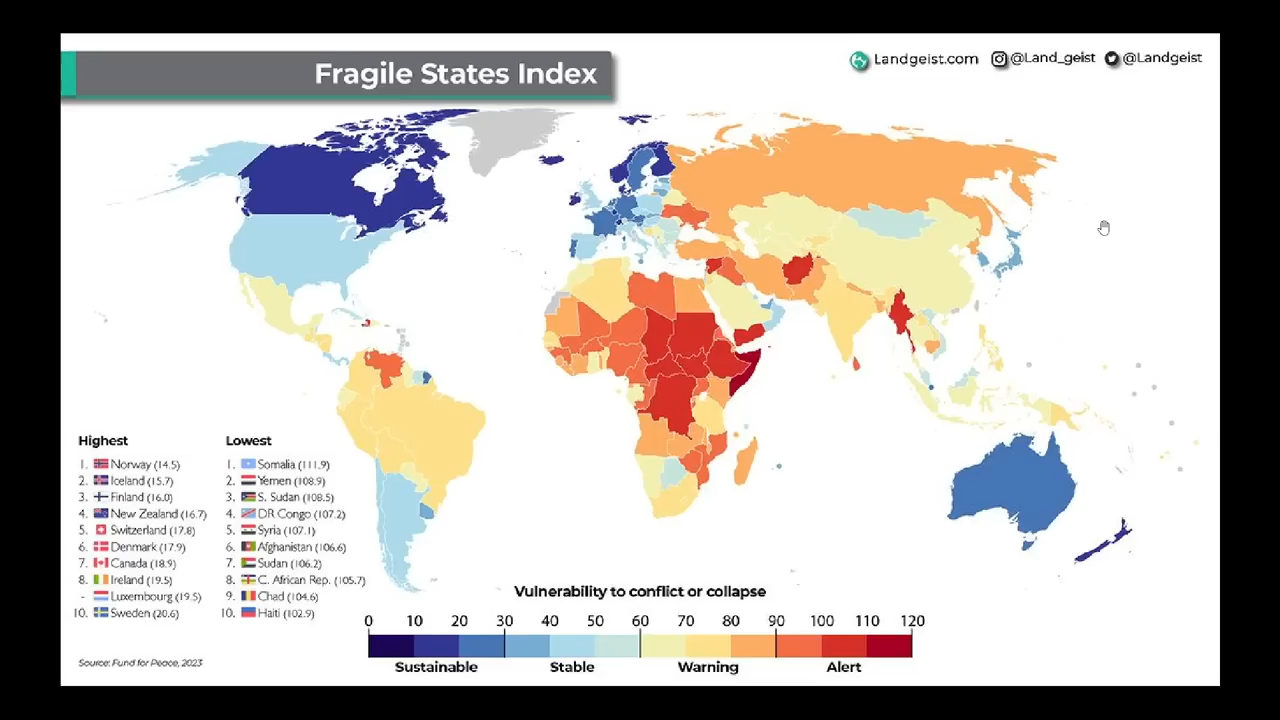 Fragile States Index
Landgeist.com @Land_geist @Landgeist
Highest
1. Norway (14.5)
2. Iceland (15.7)
3. Finland (16.0)
4. New Zealand (16.7)
5. Switzerland (17.8)
6. Denmark (17.9)
7. Canada (18.9)
8. Ireland (19.5)
- Luxembourg (19.5)
10. Sweden (20.6)
Lowest
1. Somalia (111.9)
2. Yemen (108.9)
3. S. Sudan (108.5)
4. DR Congo (107.2)
5. Syria (107.1)
6. Afghanistan (106.6)
7. Sudan (106.2)
8. C. African Rep. (105.7)
9. Chad (104.6)
10. Haiti (102.9)
Vulnerability to conflict or collapse
0 10 20 30 40 50 60 70 80 90 100 110 120
Sustainable Stable Warning Alert
Source: Fund for Peace, 2023